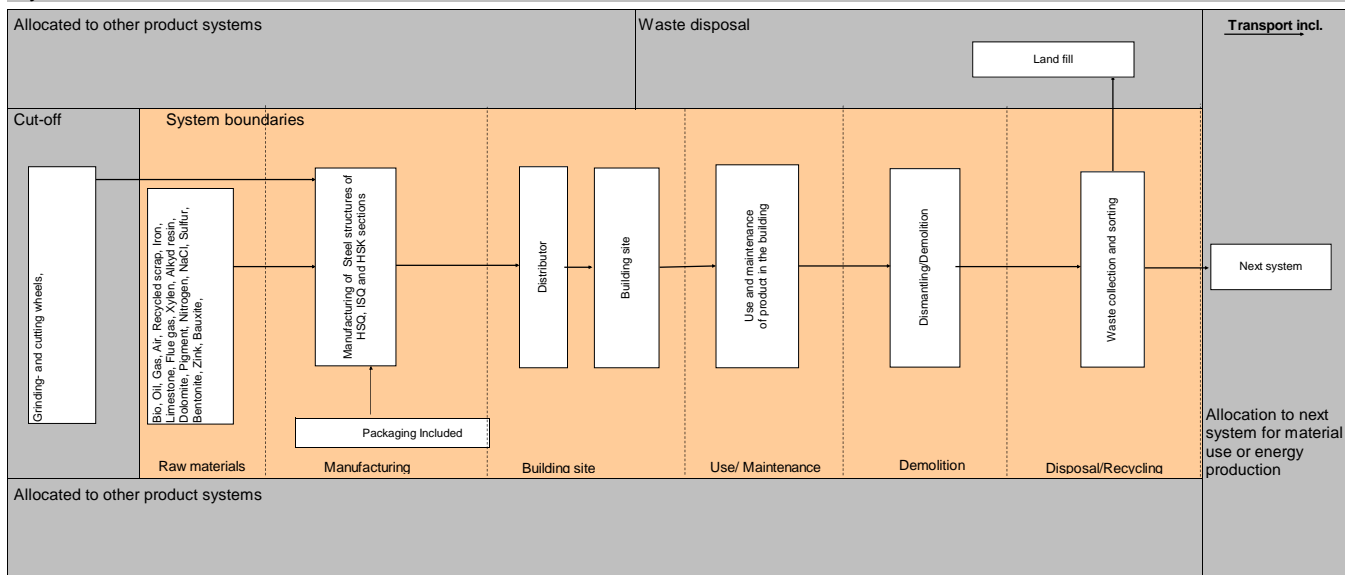 Allocated to other product systems
Waste disposal
Transport incl.
Land fill
Cut-off
System boundaries
Grinding- and cutting wheels,
Bio, Oil, Gas, Air, Recycled scrap, Iron,
Limestone, Flue gas, Xylen, Alkyd resin,
Dolomite, Pigment, Nitrogen, NaCl, Sulfur,
Bentonite, Zink, Bauxite,
Manufacturing of Steel structures of
HSQ, ISQ and HSK sections
Distributor
Building site
Use and maintenance
of product in the building
Dismantling/Demolition
Waste collection and sorting
Next system
Packaging Included
Allocation to next
system for material
use or energy
production
Raw materials
Manufacturing
Building site
Use/ Maintenance
Demolition
Disposal/Recycling
Allocated to other product systems